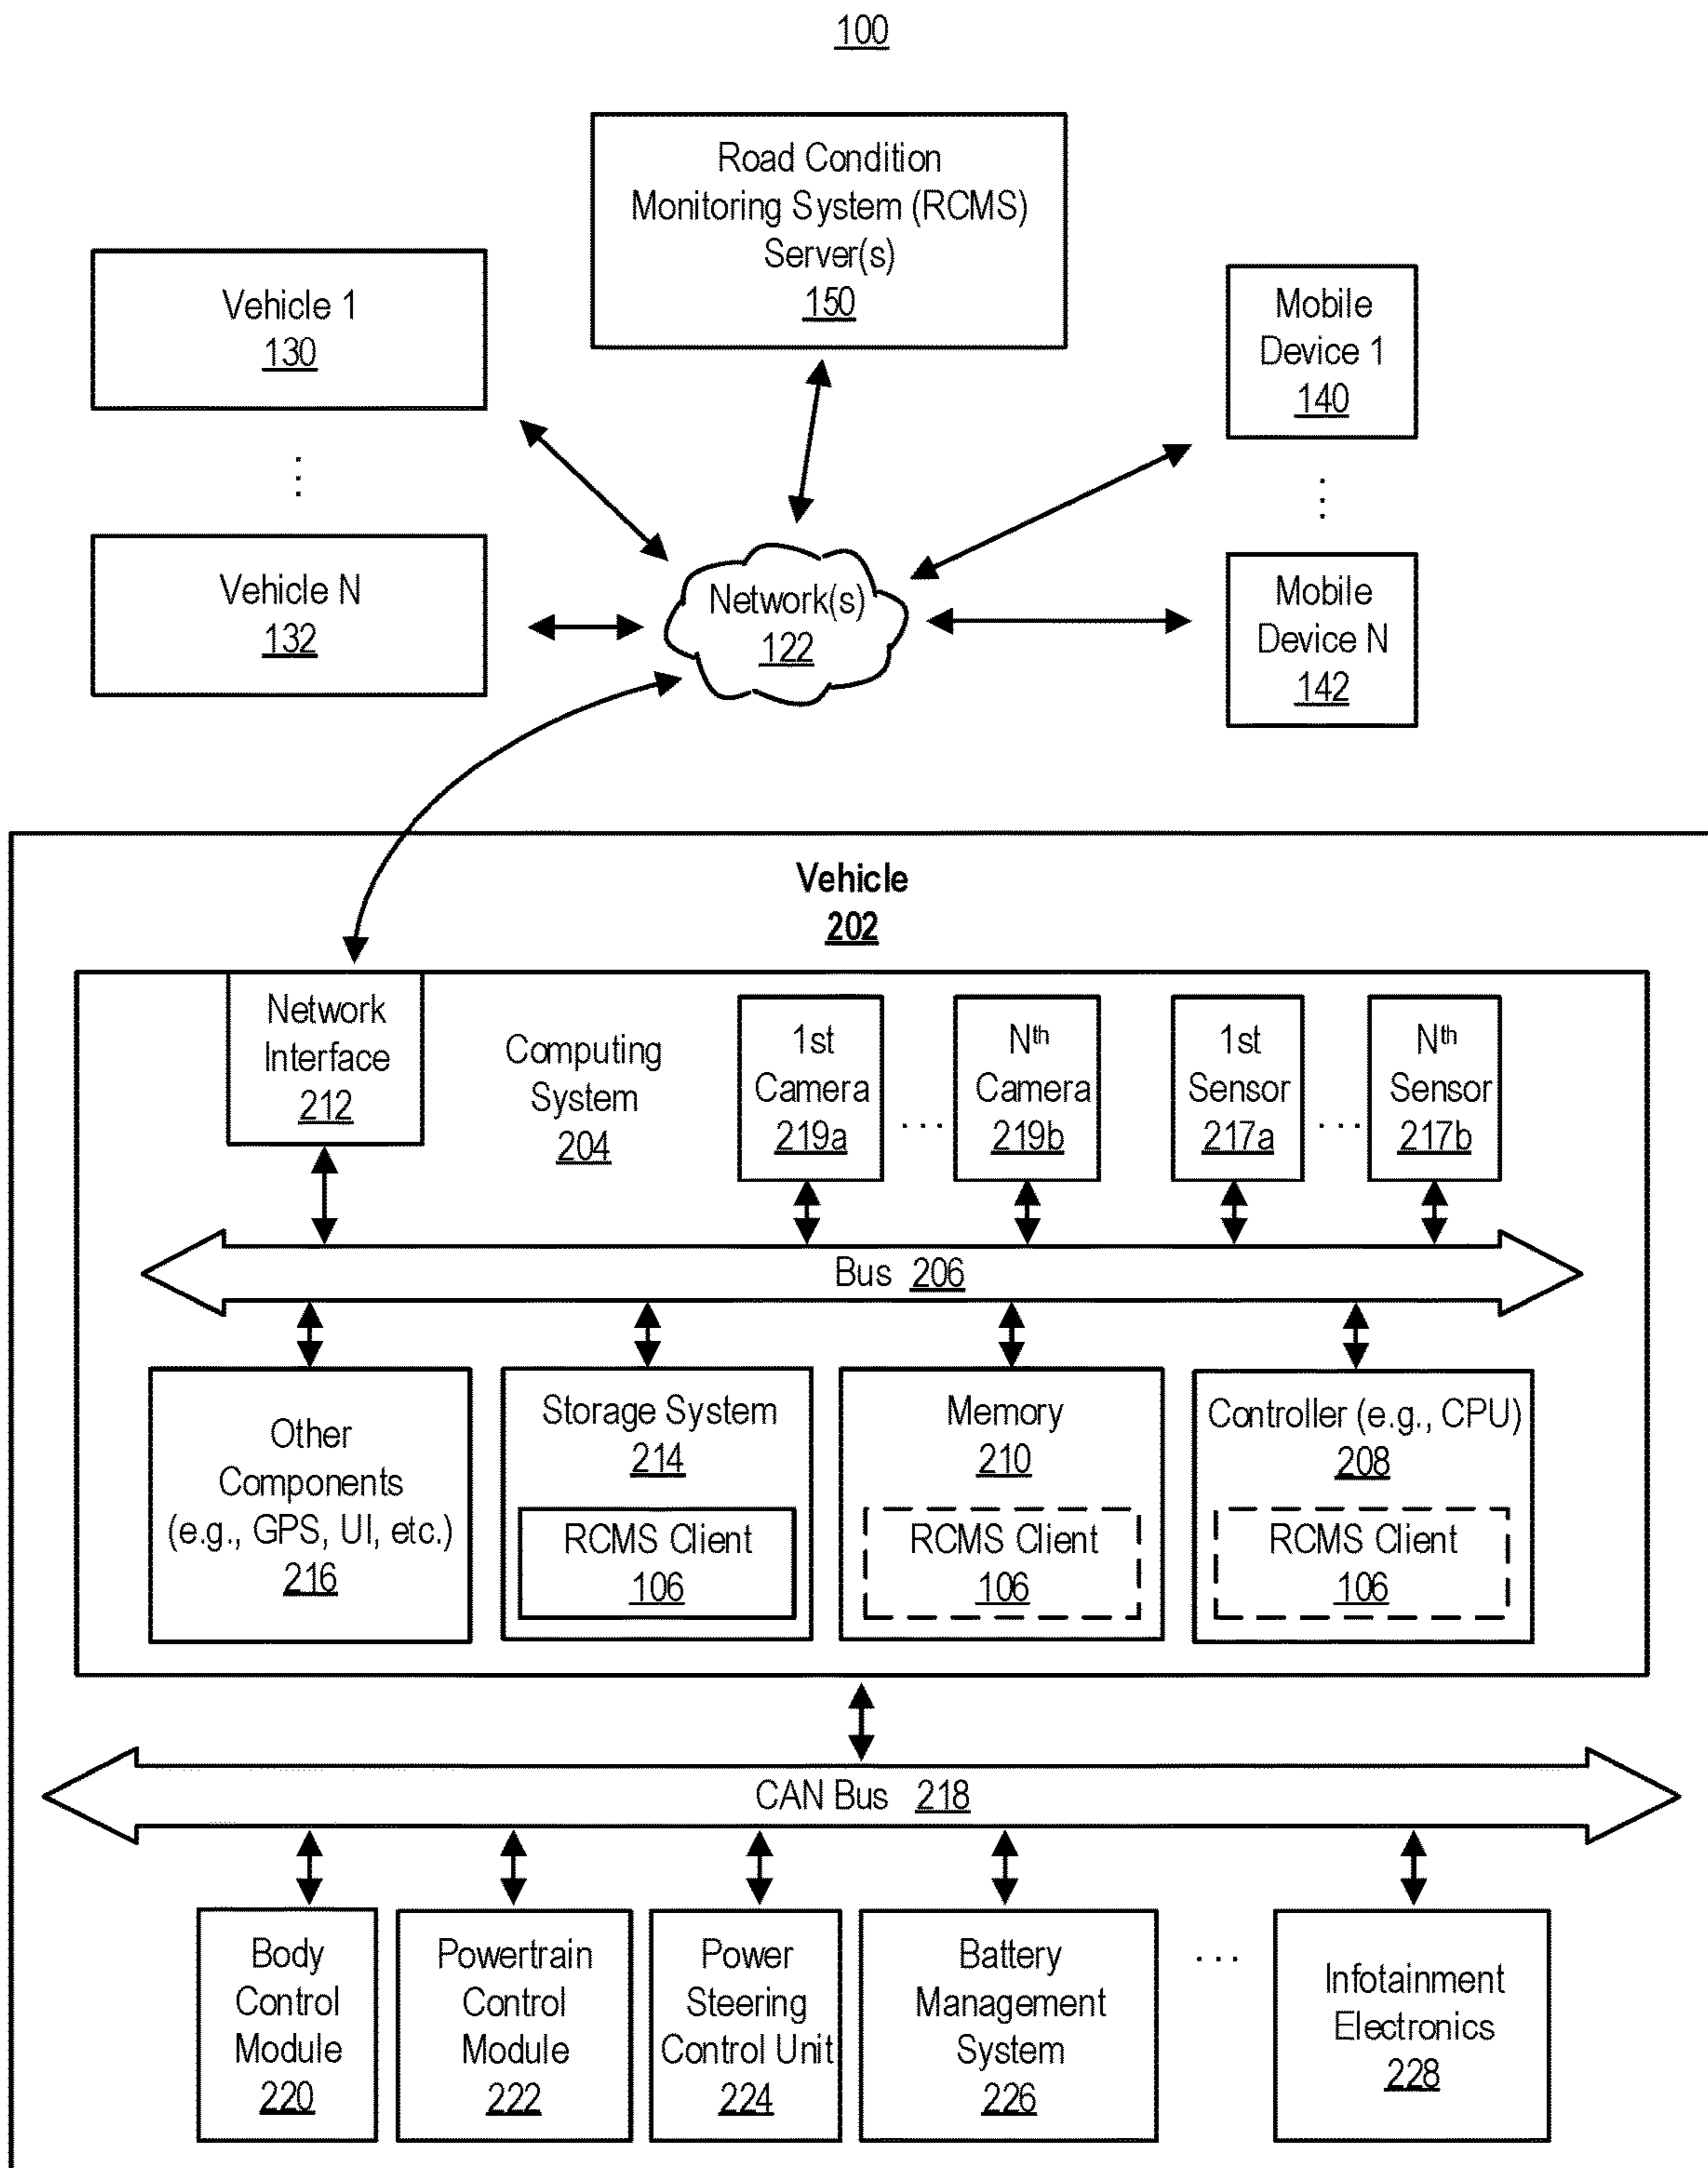 100
Road Condition
Monitoring System (RCMS)
Server(s)
150
Vehicle 1
130
Mobile
Device 1
140
Vehicle N
132
Network(s)
122
Mobile
Device N
142
Vehicle
202
Network
Interface
212
Computing
System
204
1st
Camera
219a
...
Nth
Camera
219b
1st
Sensor
217a
...
Nth
Sensor
217b
Bus 206
Other
Components
(e.g., GPS, UI, etc.)
216
Storage System
214
RCMS Client
106
Memory
210
RCMS Client
106
Controller (e.g., CPU)
208
RCMS Client
106
CAN Bus 218
Body
Control
Module
220
Powertrain
Control
Module
222
Power
Steering
Control Unit
224
Battery
Management
System
226
...
Infotainment
Electronics
228